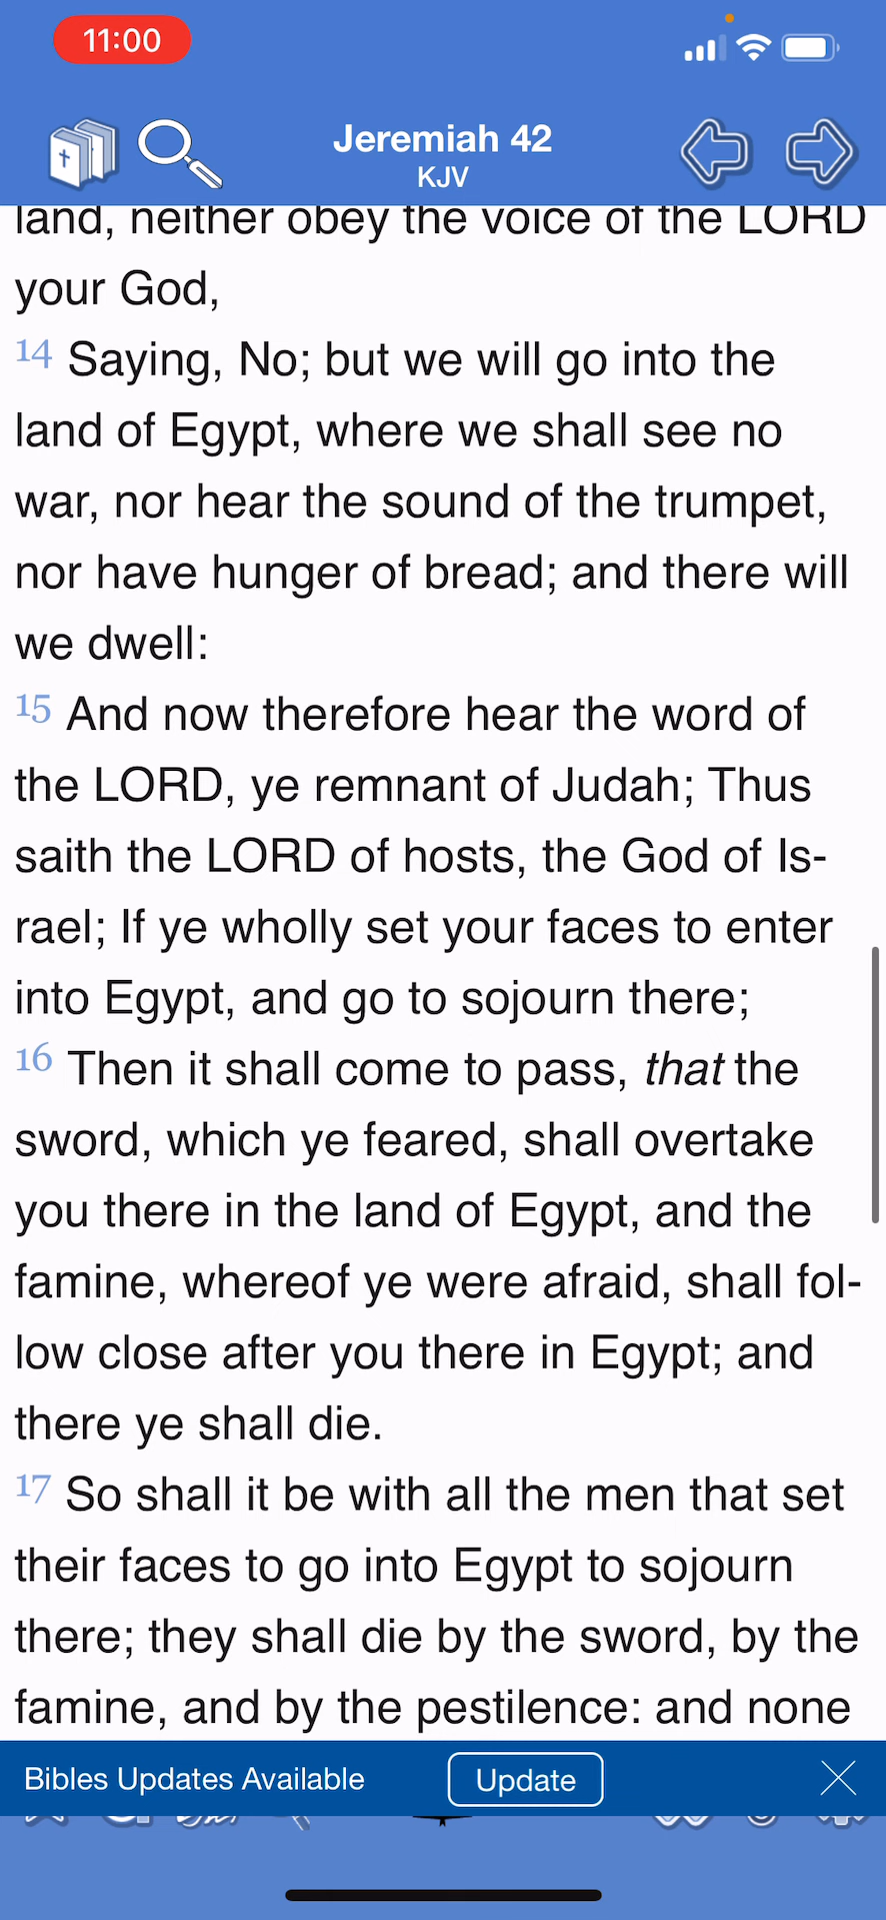 11:00
Jeremiah 42
KJV
land, neither obey the voice of the LORD
your God,
14 Saying, No; but we will go into the
land of Egypt, where we shall see no
war, nor hear the sound of the trumpet,
nor have hunger of bread; and there will
we dwell:
15 And now therefore hear the word of
the LORD, ye remnant of Judah; Thus
saith the LORD of hosts, the God of Is-
rael; If ye wholly set your faces to enter
into Egypt, and go to sojourn there;
16 Then it shall come to pass, that the
sword, which ye feared, shall overtake
you there in the land of Egypt, and the
famine, whereof ye were afraid, shall fol-
low close after you there in Egypt; and
there ye shall die.
17 So shall it be with all the men that set
their faces to go into Egypt to sojourn
there; they shall die by the sword, by the
famine, and by the pestilence: and none
Bibles Updates Available
Update